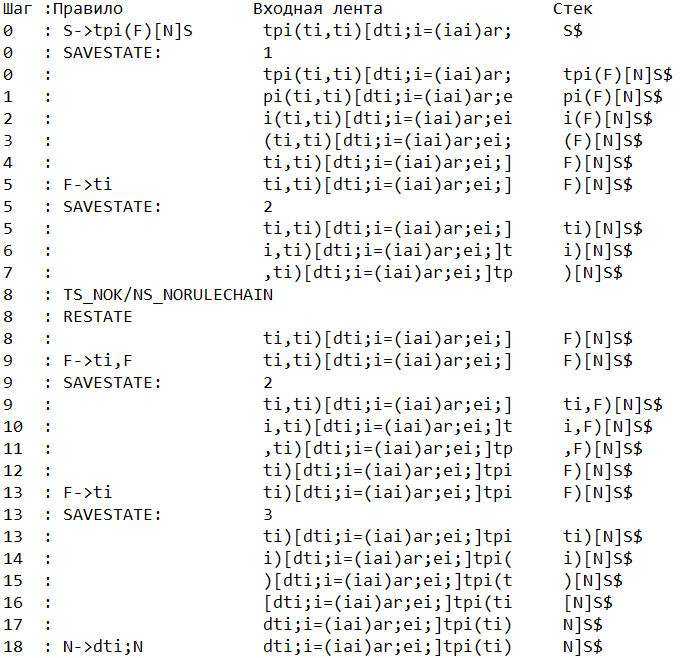 Шаг :Правило Входная лента Стек
0 : S->tpi(F)[N]S tpi(ti,ti)[dti;i=(iai)ar; S$
0 : SAVESTATE: 1
0 : tpi(ti,ti)[dti;i=(iai)ar; tpi(F)[N]S$
1 : pi(ti,ti)[dti;i=(iai)ar;e pi(F)[N]S$
2 : i(ti,ti)[dti;i=(iai)ar;ei i(F)[N]S$
3 : (ti,ti)[dti;i=(iai)ar;ei; (F)[N]S$
4 : ti,ti)[dti;i=(iai)ar;ei;] F)[N]S$
5 : F->ti ti,ti)[dti;i=(iai)ar;ei;] F)[N]S$
5 : SAVESTATE: 2
5 : ti,ti)[dti;i=(iai)ar;ei;] ti)[N]S$
6 : i,ti)[dti;i=(iai)ar;ei;]t i)[N]S$
7 : ,ti)[dti;i=(iai)ar;ei;]tp )[N]S$
8 : TS_NOK/NS_NORULECHAIN
8 : RESTATE
8 : ti,ti)[dti;i=(iai)ar;ei;] F)[N]S$
9 : F->ti,F ti,ti)[dti;i=(iai)ar;ei;] F)[N]S$
9 : SAVESTATE: 2
9 : ti,ti)[dti;i=(iai)ar;ei;] ti,F)[N]S$
10 : i,ti)[dti;i=(iai)ar;ei;]t i,F)[N]S$
11 : ,ti)[dti;i=(iai)ar;ei;]tp ,F)[N]S$
12 : ti)[dti;i=(iai)ar;ei;]tpi F)[N]S$
13 : F->ti ti)[dti;i=(iai)ar;ei;]tpi F)[N]S$
13 : SAVESTATE: 3
13 : ti)[dti;i=(iai)ar;ei;]tpi ti)[N]S$
14 : i)[dti;i=(iai)ar;ei;]tpi( i)[N]S$
15 : )[dti;i=(iai)ar;ei;]tpi(t )[N]S$
16 : [dti;i=(iai)ar;ei;]tpi(ti [N]S$
17 : dti;i=(iai)ar;ei;]tpi(ti) N]S$
18 : N->dti;N dti;i=(iai)ar;ei;]tpi(ti) N]S$